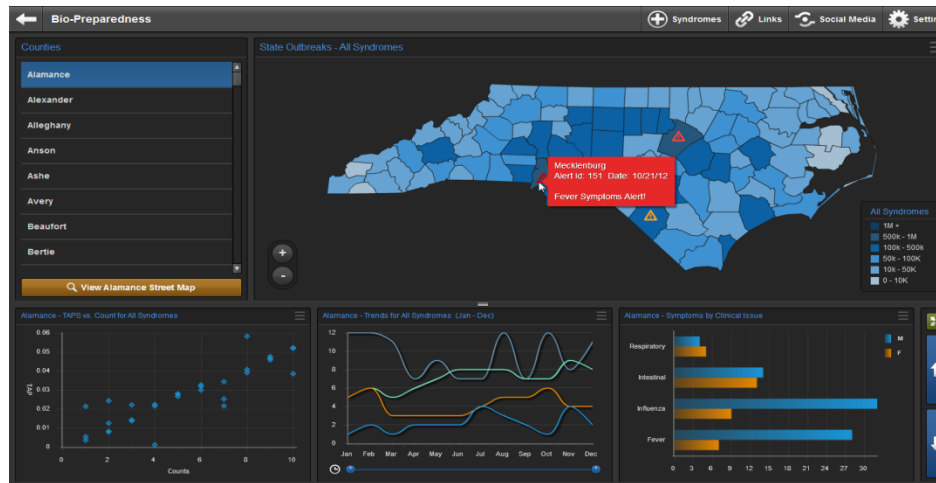 Bio-Preparedness
Syndromes
Links
Social Media
Settin
Counties
Alamance
Alexander
Alleghany
Anson
Ashe
Avery
Beaufort
Bertie
View Alamance Street Map
State Outbreaks - All Syndromes
Mecklenburg
Alert Id: 151 Date: 10/21/12
Fever Symptoms Alert!
+
-
All Syndromes
1M +
500k - 1M
100k - 500k
50k - 100K
10k - 50K
0 - 10K
Alamance - TAPS vs. Count for All Syndromes
0.06
0.05
0.04
0.03
0.02
0.01
0
TAP
0 2 4 6 8 10
Counts
Alamance - Trends for All Syndromes (Jan - Dec)
12
10
8
6
4
2
0
Jan Feb Mar Apr May Jun Jul Aug Sep Oct Nov Dec
Alamance - Symptoms by Clinical Issue
Respiratory
Intestinal
Influenza
Fever
0 3 6 9 12 15 18 21 24 27 30
M
F